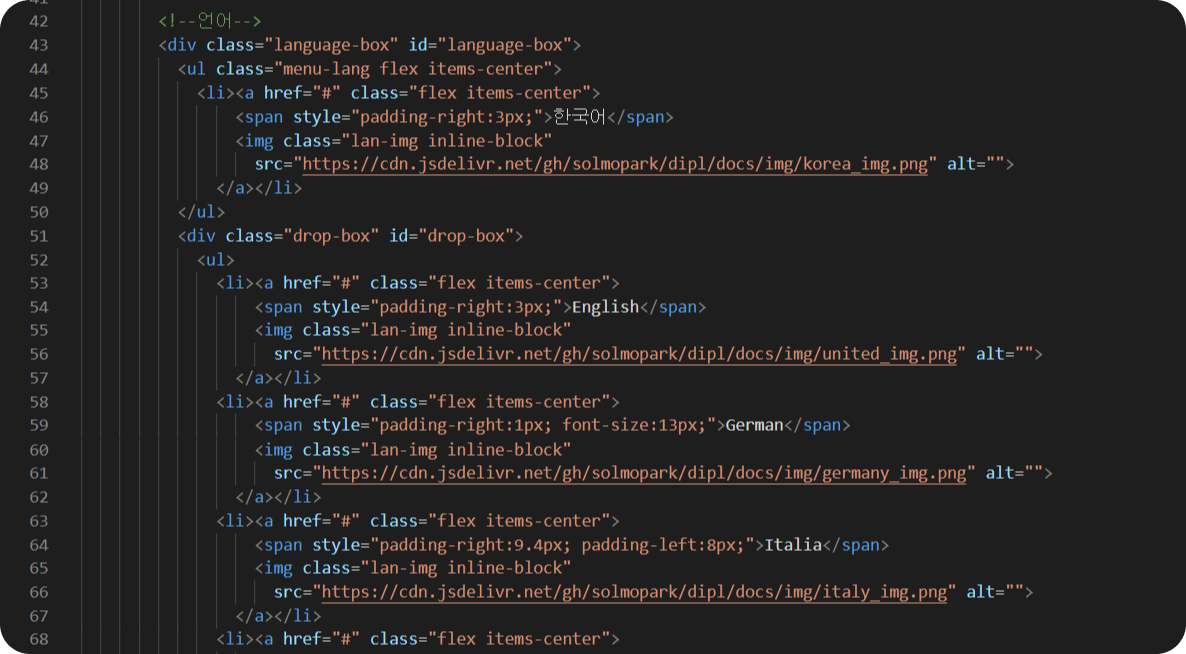 42 <!--언어-->
43 <div class="language-box" id="language-box">
44 <ul class="menu-lang flex items-center">
45 <li><a href="#" class="flex items-center">
46 <span style="padding-right:3px;">한국어</span>
47 <img class="lan-img inline-block"
48 src="https://cdn.jsdelivr.net/gh/solmopark/dipl/docs/img/korea_img.png" alt="">
49 </a></li>
50 </ul>
51 <div class="drop-box" id="drop-box">
52 <ul>
53 <li><a href="#" class="flex items-center">
54 <span style="padding-right:3px;">English</span>
55 <img class="lan-img inline-block"
56 src="https://cdn.jsdelivr.net/gh/solmopark/dipl/docs/img/united_img.png" alt="">
57 </a></li>
58 <li><a href="#" class="flex items-center">
59 <span style="padding-right:1px; font-size:13px;">German</span>
60 <img class="lan-img inline-block"
61 src="https://cdn.jsdelivr.net/gh/solmopark/dipl/docs/img/germany_img.png" alt="">
62 </a></li>
63 <li><a href="#" class="flex items-center">
64 <span style="padding-right:9.4px; padding-left:8px;">Italia</span>
65 <img class="lan-img inline-block"
66 src="https://cdn.jsdelivr.net/gh/solmopark/dipl/docs/img/italy_img.png" alt="">
67 </a></li>
68 <li><a href="#" class="flex items-center">